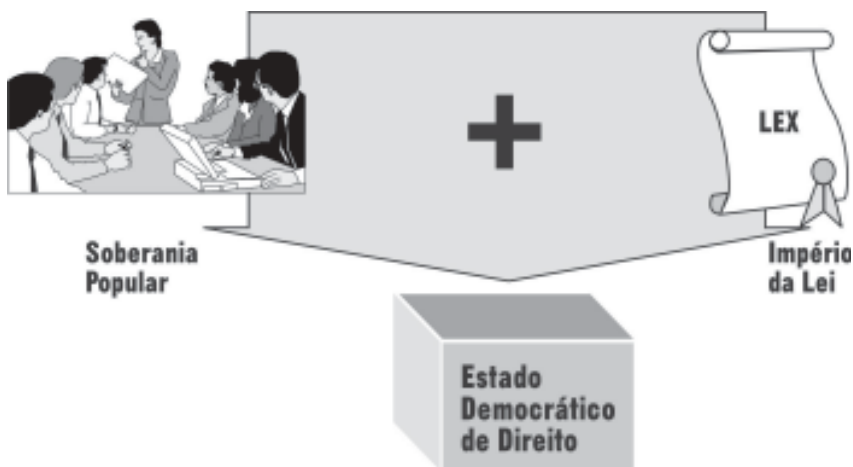 LEX
Soberania
Popular
Império
da Lei
Estado
Democrático
de Direito